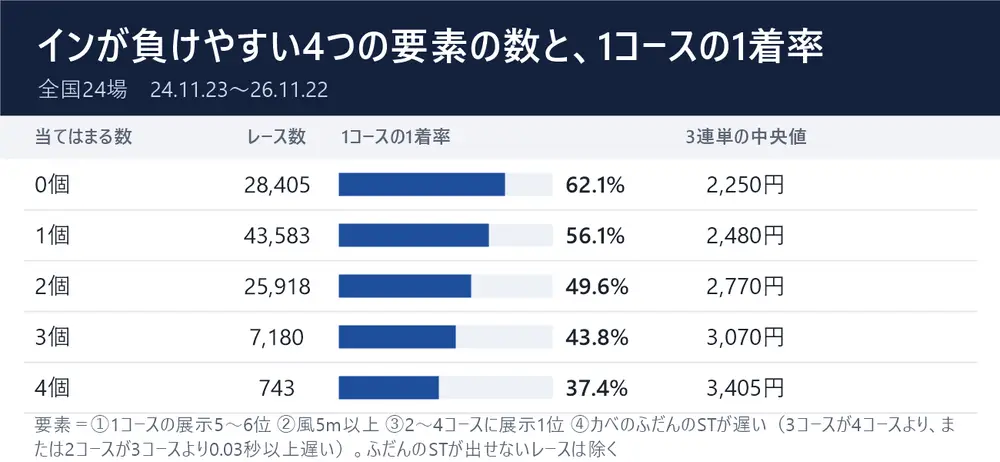 インが負けやすい4つの要素の数と、1コースの1着率
全国24場　24.11.23～26.11.22
当てはまる数　レース数　1コースの1着率　3連単の中央値
0個　28,405　62.1%　2,250円
1個　43,583　56.1%　2,480円
2個　25,918　49.6%　2,770円
3個　7,180　43.8%　3,070円
4個　743　37.4%　3,405円
要素＝①1コースの展示5～6位 ②風5m以上 ③2～4コースに展示1位 ④カベのふだんのSTが遅い（3コースが4コースより、ま
たは2コースが3コースより0.03秒以上遅い）。ふだんのSTが出せないレースは除く